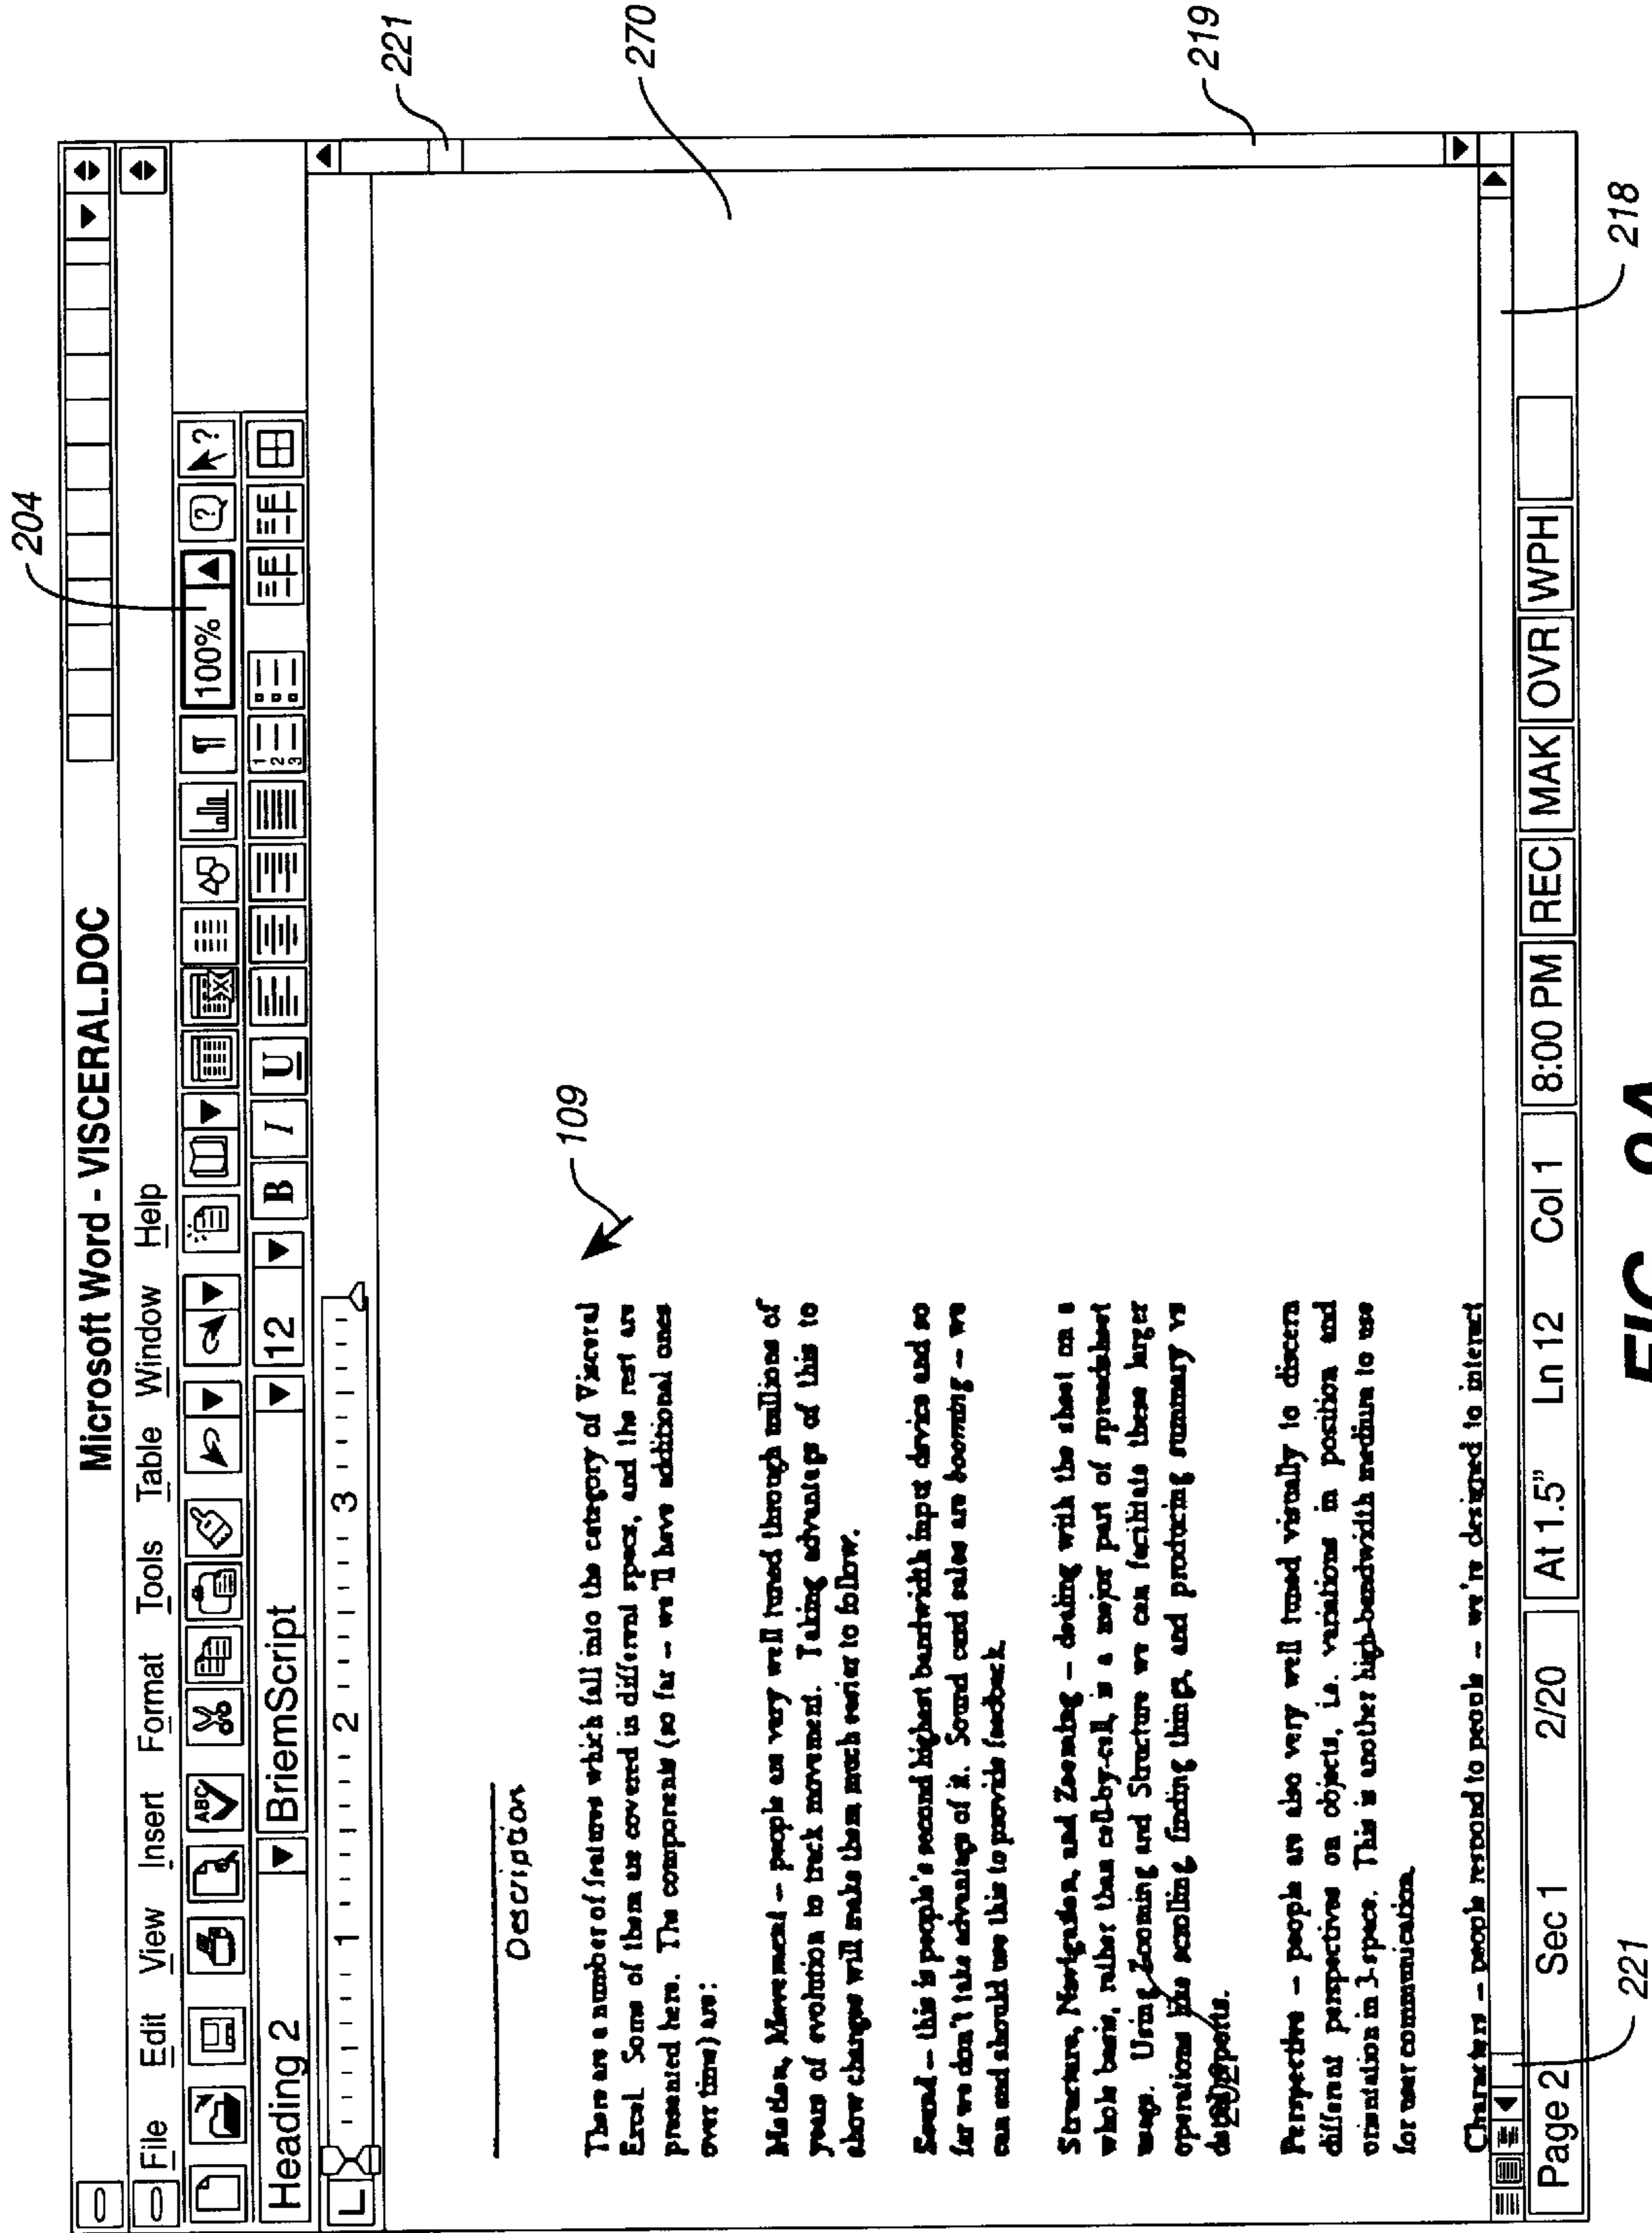 204
Microsoft Word - VISCERAL.DOC
File Edit View Insert Format Tools Table Window Help
ABC 100% ?  ?
Heading 2 BriemScript 12 B I U 1 2 3
L 1 2 3
221
270
219
218
109
Description
There are a number of features which fall into the category of Visceral
Excel. Some of them are covered in different specs, and the rest are
presented here. The components (so far -- we'll have additional ones
over time) are:
Motion, Movement -- people are very well tuned through millions of
years of evolution to track movement. Taking advantage of this to
show changes will make them much easier to follow.
Sound -- this is people's second highest bandwidth input device and so
far we don't take advantage of it. Sound card sales are booming -- we
can and should use this to provide feedback.
Structure, Navigation, and Zooming -- dealing with the sheet on a
whole basis, rather than cell-by-cell, is a major part of spreadsheet
usage. Using Zooming and Structure we can facilitate these larger
operations like scrolling, finding things, and producing summary vs
202
Perspective -- people are also very well tuned visually to discern
different perspectives on objects, i.e. variations in position and
orientation in 3-space. This is another high-bandwidth medium to use
for user communication.
Characters -- people respond to people -- we're designed to interact
Page 2 Sec 1 2/20 At 1.5" Ln 12 Col 1 8:00 PM REC MAK OVR WPH
221